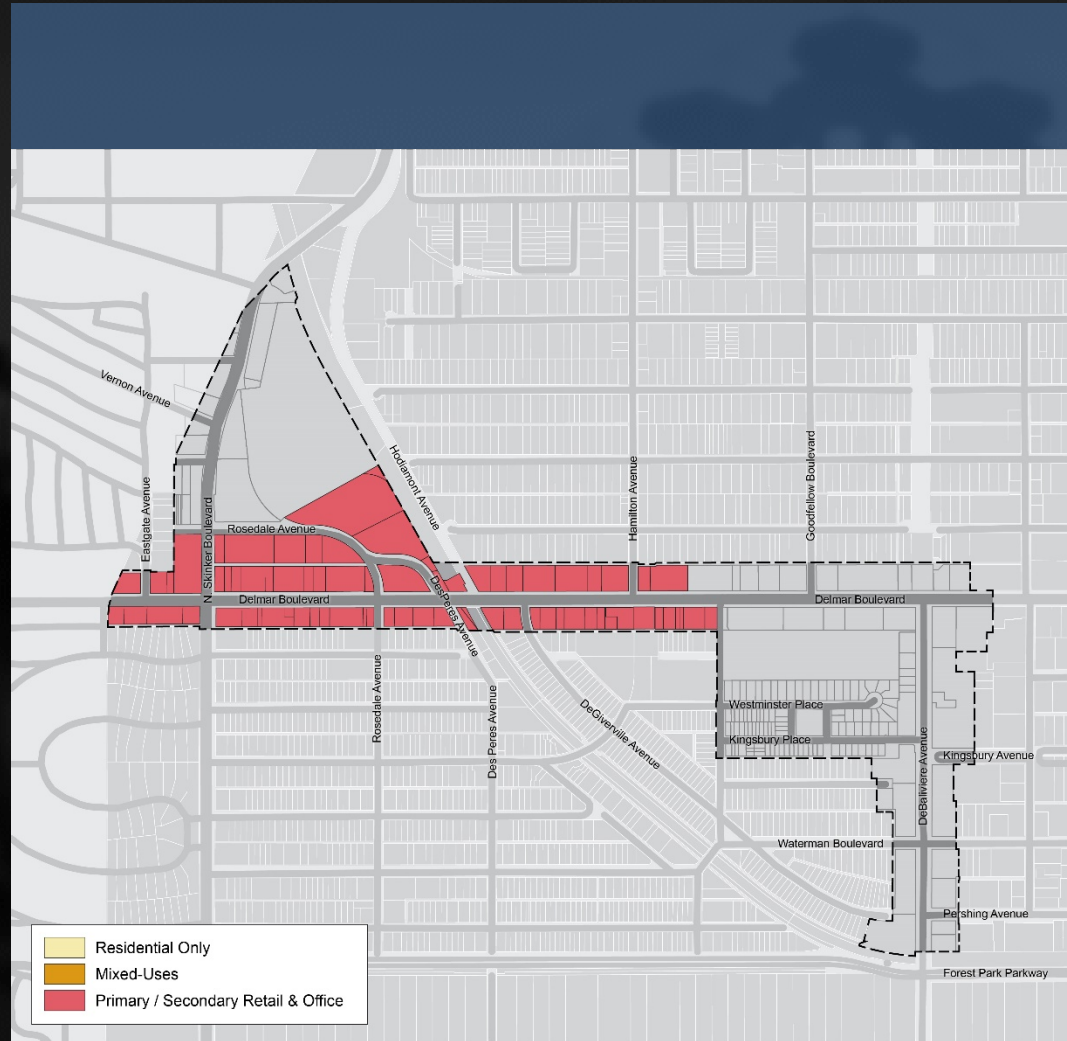 Vernon Avenue
Eastgate Avenue
N. Skinker Boulevard
Rosedale Avenue
Hodiamont Avenue
Hamilton Avenue
Goodfellow Boulevard
Delmar Boulevard
DesPeres Avenue
Delmar Boulevard
Rosedale Avenue
Des Peres Avenue
DeGiverville Avenue
Westminster Place
Kingsbury Place
DeBaliviere Avenue
Kingsbury Avenue
Waterman Boulevard
Pershing Avenue
Forest Park Parkway
Residential Only
Mixed-Uses
Primary / Secondary Retail & Office